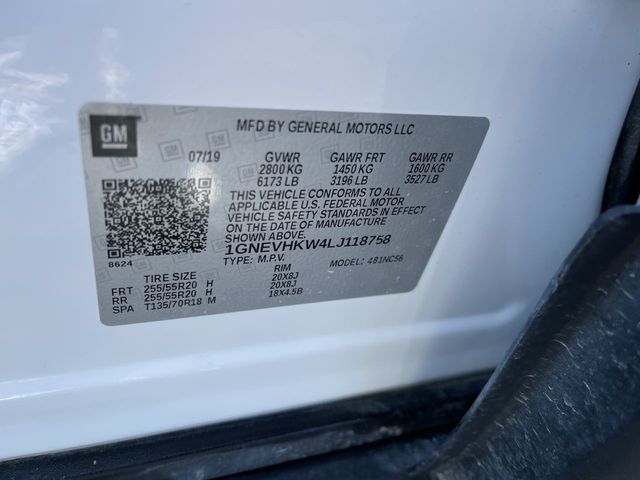 GM
MFD BY GENERAL MOTORS LLC
07/19 GVWR GAWR FRT GAWR RR
2800 KG 1450 KG 1600 KG
6173 LB 3196 LB 3527 LB
THIS VEHICLE CONFORMS TO ALL
APPLICABLE U.S. FEDERAL MOTOR
VEHICLE SAFETY STANDARDS IN EFFECT
ON THE DATE OF MANUFACTURE
SHOWN ABOVE.
1GNEVHKW4LJ118758
8624 TYPE: M.P.V. MODEL: 481NC56
TIRE SIZE RIM
FRT 255/55R20 H 20X8J
RR 255/55R20 H 20X8J
SPA T135/70R18 M 18X4.5B